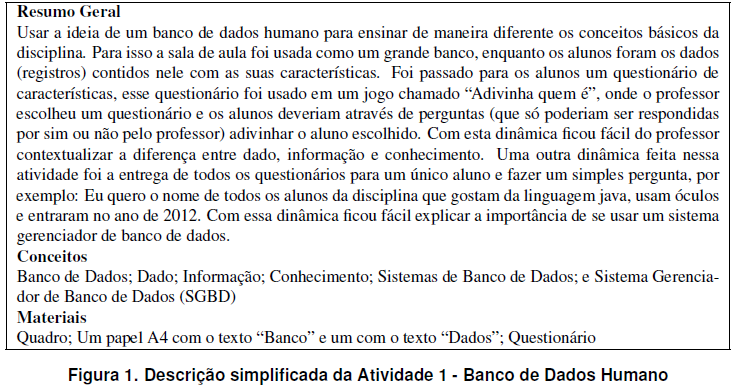 Resumo Geral
Usar a ideia de um banco de dados humano para ensinar de maneira diferente os conceitos básicos da
disciplina. Para isso a sala de aula foi usada como um grande banco, enquanto os alunos foram os dados
(registros) contidos nele com as suas características. Foi passado para os alunos um questionário de
características, esse questionário foi usado em um jogo chamado “Adivinha quem é”, onde o professor
escolheu um questionário e os alunos deveriam através de perguntas (que só poderiam ser respondidas
por sim ou não pelo professor) adivinhar o aluno escolhido. Com esta dinâmica ficou fácil do professor
contextualizar a diferença entre dado, informação e conhecimento. Uma outra dinâmica feita nessa
atividade foi a entrega de todos os questionários para um único aluno e fazer um simples pergunta, por
exemplo: Eu quero o nome de todos os alunos da disciplina que gostam da linguagem java, usam óculos
e entraram no ano de 2012. Com essa dinâmica ficou fácil explicar a importância de se usar um sistema
gerenciador de banco de dados.
Conceitos
Banco de Dados; Dado; Informação; Conhecimento; Sistemas de Banco de Dados; e Sistema Gerencia-
dor de Banco de Dados (SGBD)
Materiais
Quadro; Um papel A4 com o texto “Banco” e um com o texto “Dados”; Questionário
Figura 1. Descrição simplificada da Atividade 1 - Banco de Dados Humano